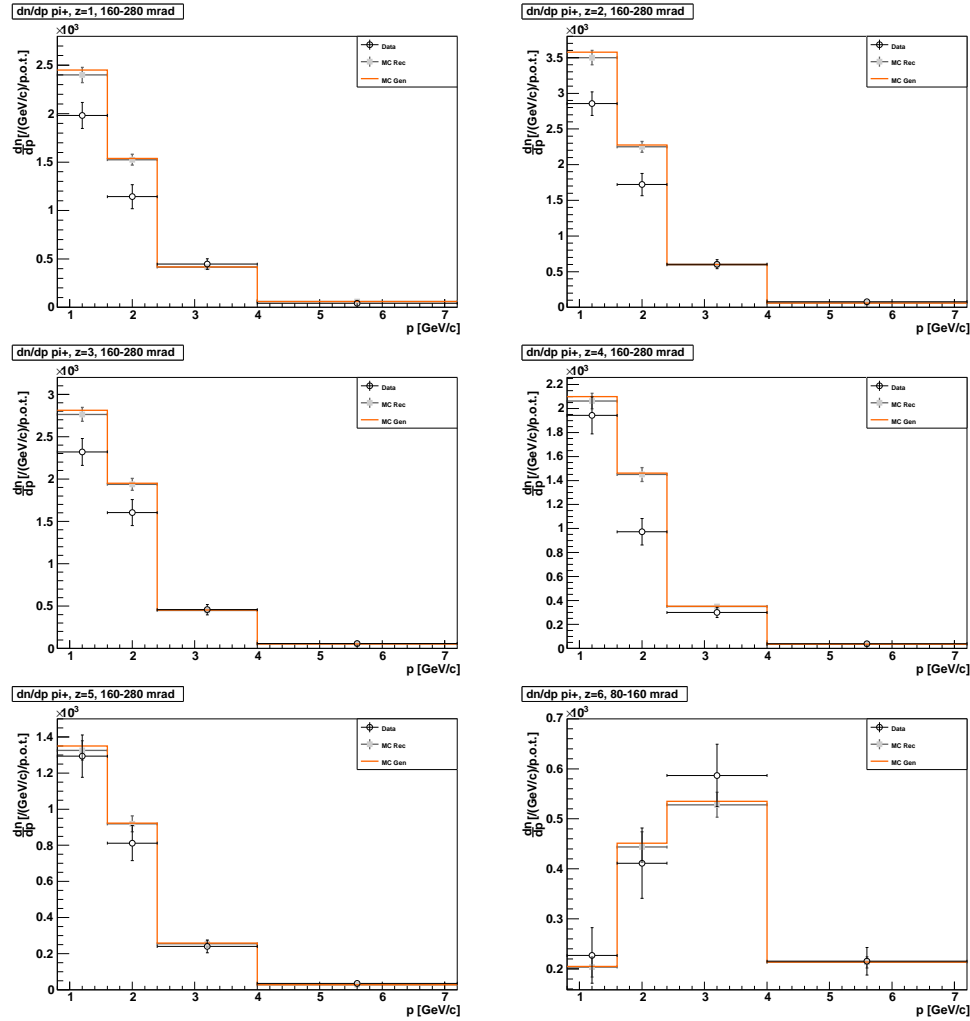 dn/dp pi+, z=1, 160-280 mrad
×10³
dn/dp [/(GeV/c)/p.o.t.]
2.5
2
1.5
1
0.5
0
Data
MC Rec
MC Gen
1 2 3 4 5 6 7
p [GeV/c]
dn/dp pi+, z=2, 160-280 mrad
×10³
dn/dp [/(GeV/c)/p.o.t.]
3.5
3
2.5
2
1.5
1
0.5
0
Data
MC Rec
MC Gen
1 2 3 4 5 6 7
p [GeV/c]
dn/dp pi+, z=3, 160-280 mrad
×10³
dn/dp [/(GeV/c)/p.o.t.]
3
2.5
2
1.5
1
0.5
0
Data
MC Rec
MC Gen
1 2 3 4 5 6 7
p [GeV/c]
dn/dp pi+, z=4, 160-280 mrad
×10³
dn/dp [/(GeV/c)/p.o.t.]
2.2
2
1.8
1.6
1.4
1.2
1
0.8
0.6
0.4
0.2
0
Data
MC Rec
MC Gen
1 2 3 4 5 6 7
p [GeV/c]
dn/dp pi+, z=5, 160-280 mrad
×10³
dn/dp [/(GeV/c)/p.o.t.]
1.4
1.2
1
0.8
0.6
0.4
0.2
0
Data
MC Rec
MC Gen
1 2 3 4 5 6 7
p [GeV/c]
dn/dp pi+, z=6, 80-160 mrad
×10³
dn/dp [/(GeV/c)/p.o.t.]
0.7
0.6
0.5
0.4
0.3
0.2
Data
MC Rec
MC Gen
1 2 3 4 5 6 7
p [GeV/c]